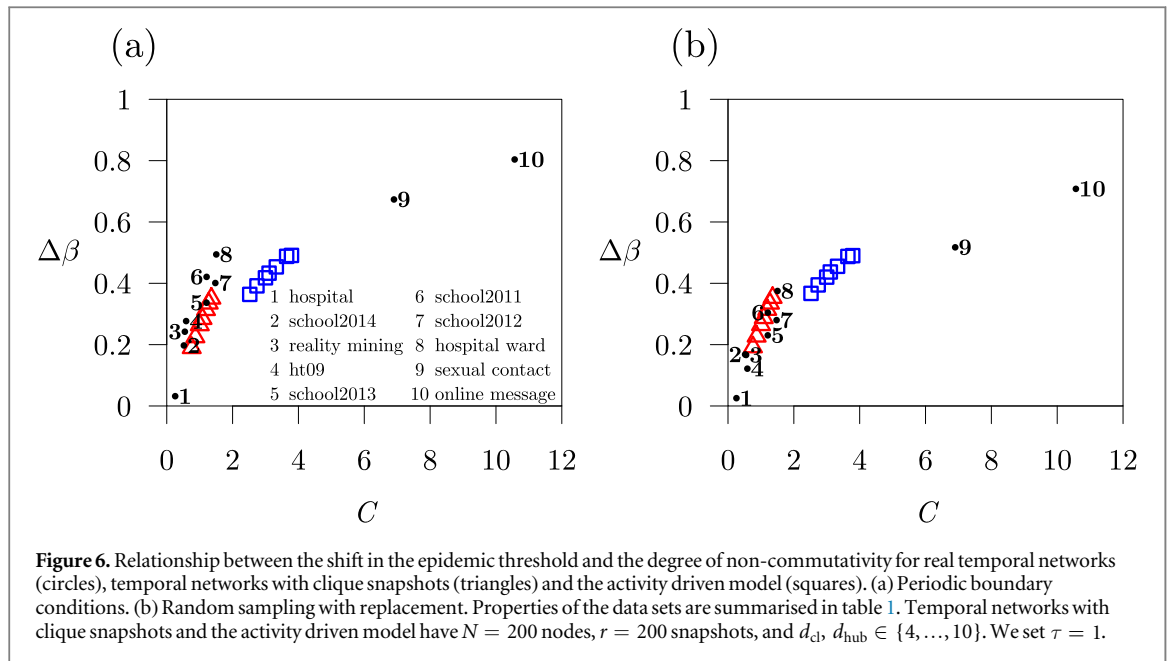 (a)
1
0.8
0.6
0.4
0.2
0
Δβ
0 2 4 6 8 10 12
C
1
2
3
4
5
6
7
8
9
10
1 hospital
2 school2014
3 reality mining
4 ht09
5 school2013
6 school2011
7 school2012
8 hospital ward
9 sexual contact
10 online message
(b)
1
0.8
0.6
0.4
0.2
0
Δβ
0 2 4 6 8 10 12
C
1
2
3
4
5
6
7
8
9
10
Figure 6. Relationship between the shift in the epidemic threshold and the degree of non-commutativity for real temporal networks
(circles), temporal networks with clique snapshots (triangles) and the activity driven model (squares). (a) Periodic boundary
conditions. (b) Random sampling with replacement. Properties of the data sets are summarised in table 1. Temporal networks with
clique snapshots and the activity driven model have N = 200 nodes, r = 200 snapshots, and d_cl, d_hub ∈ {4,…,10}. We set τ = 1.